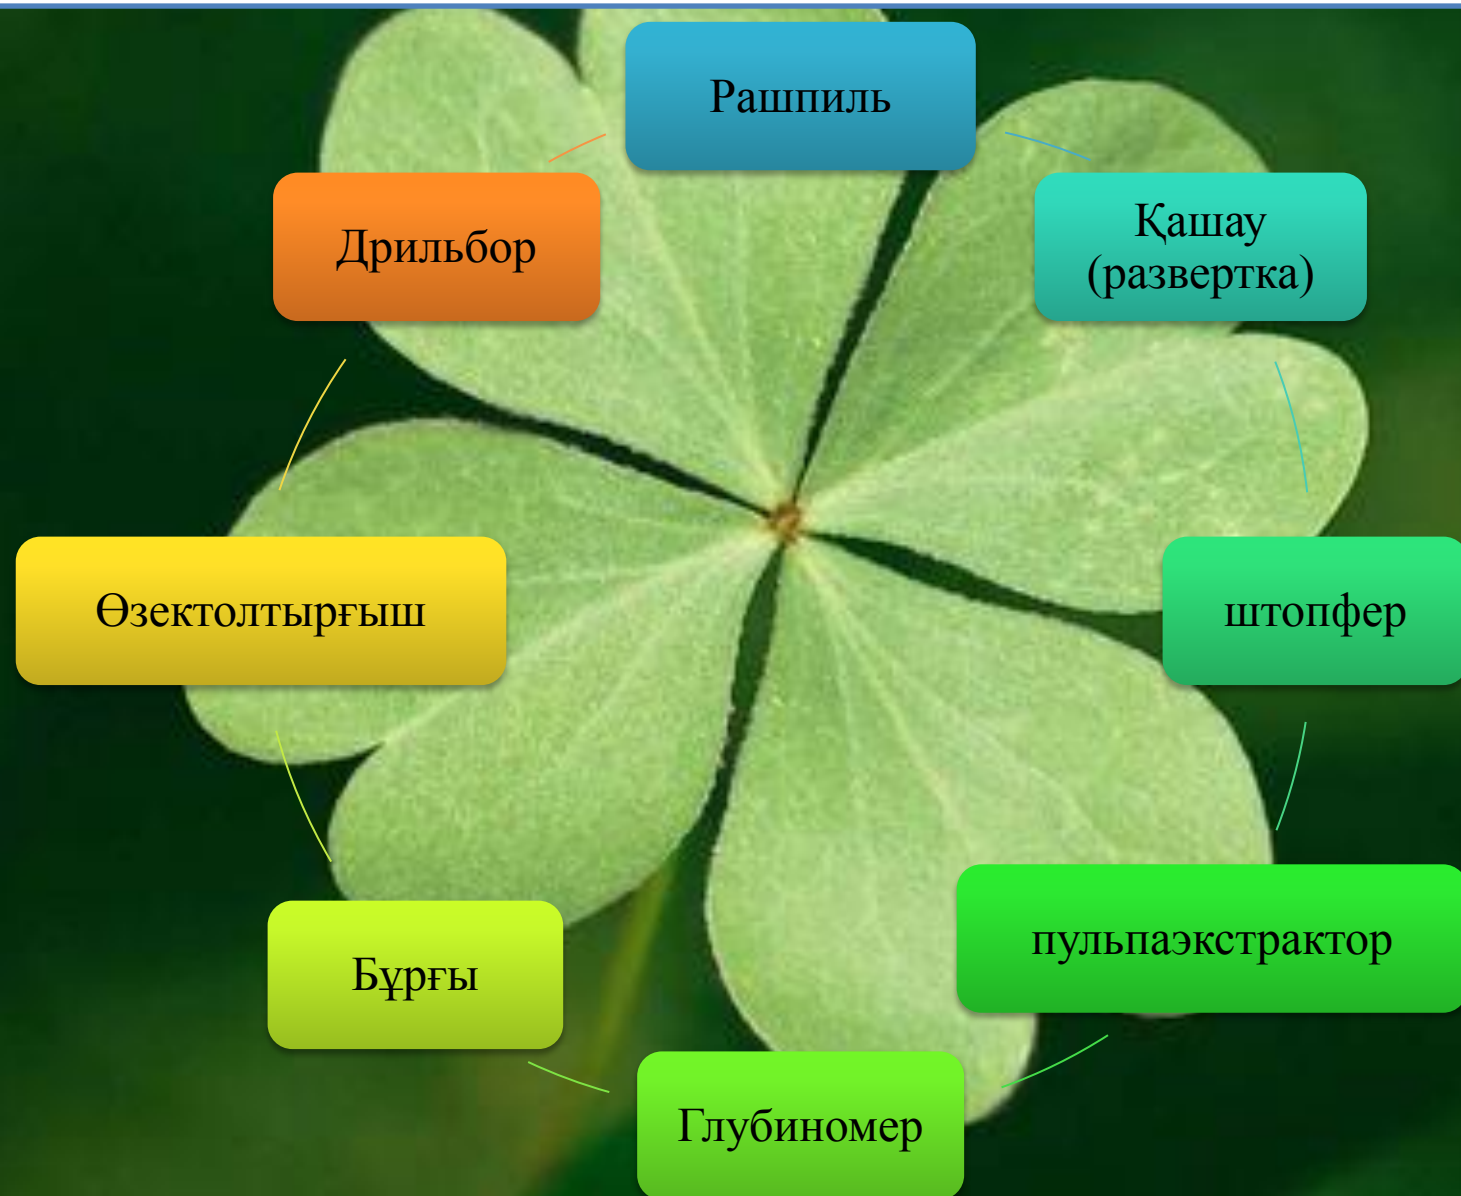 Рашпиль
Дрильбор
Қашау
(развертка)
Өзектолтырғыш
штопфер
пульпаэкстрактор
Бұрғы
Глубиномер